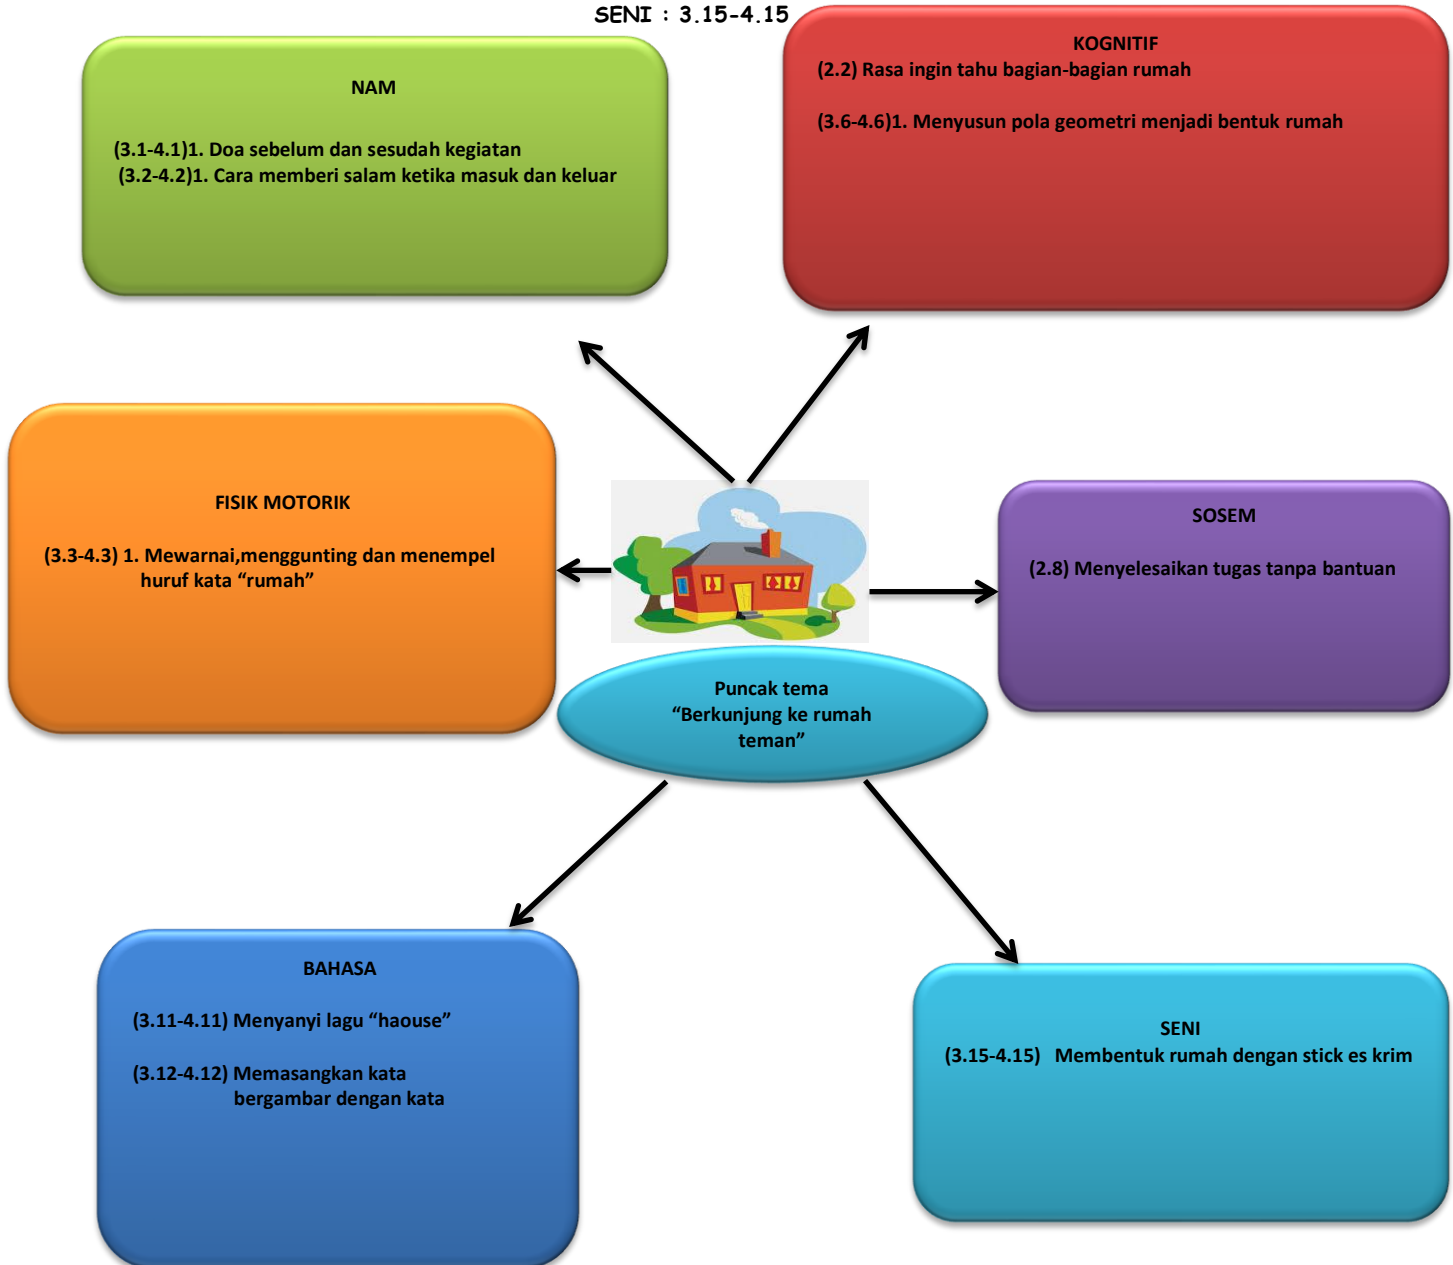 SENI : 3.15-4.15
NAM
(3.1-4.1)1. Doa sebelum dan sesudah kegiatan
(3.2-4.2)1. Cara memberi salam ketika masuk dan keluar
KOGNITIF
(2.2) Rasa ingin tahu bagian-bagian rumah
(3.6-4.6)1. Menyusun pola geometri menjadi bentuk rumah
FISIK MOTORIK
(3.3-4.3) 1. Mewarnai,menggunting dan menempel
huruf kata “rumah”
SOSEM
(2.8) Menyelesaikan tugas tanpa bantuan
Puncak tema
“Berkunjung ke rumah
teman”
BAHASA
(3.11-4.11) Menyanyi lagu “haouse”
(3.12-4.12) Memasangkan kata
bergambar dengan kata
SENI
(3.15-4.15) Membentuk rumah dengan stick es krim